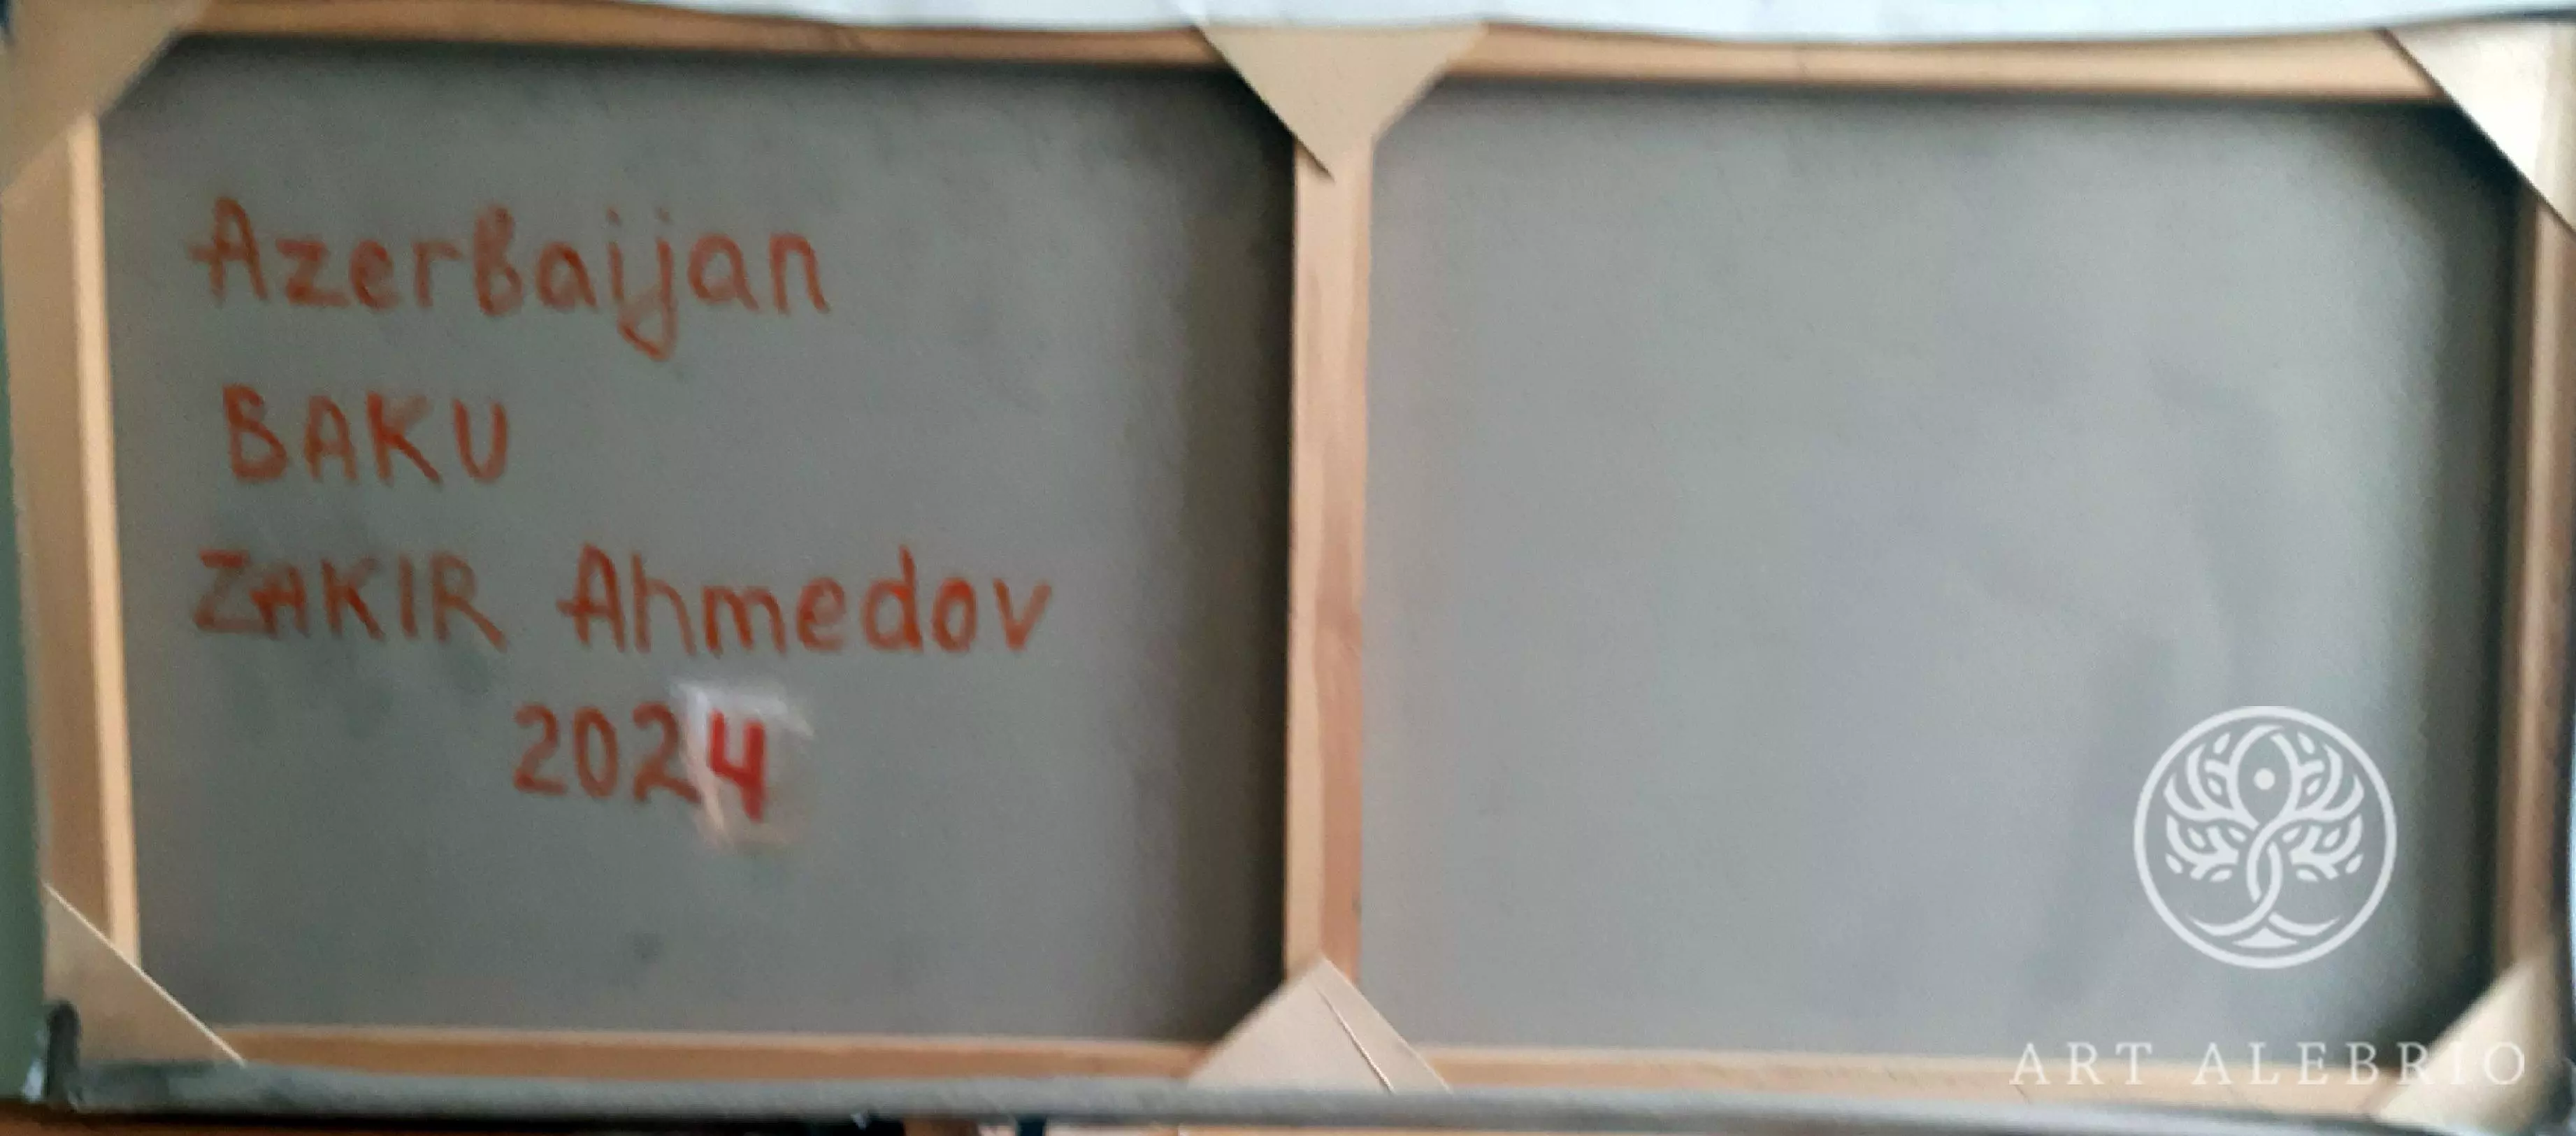 AzerBaijan
BAKU
ZAKIR Ahmedov
2024
ART ALEBRIO